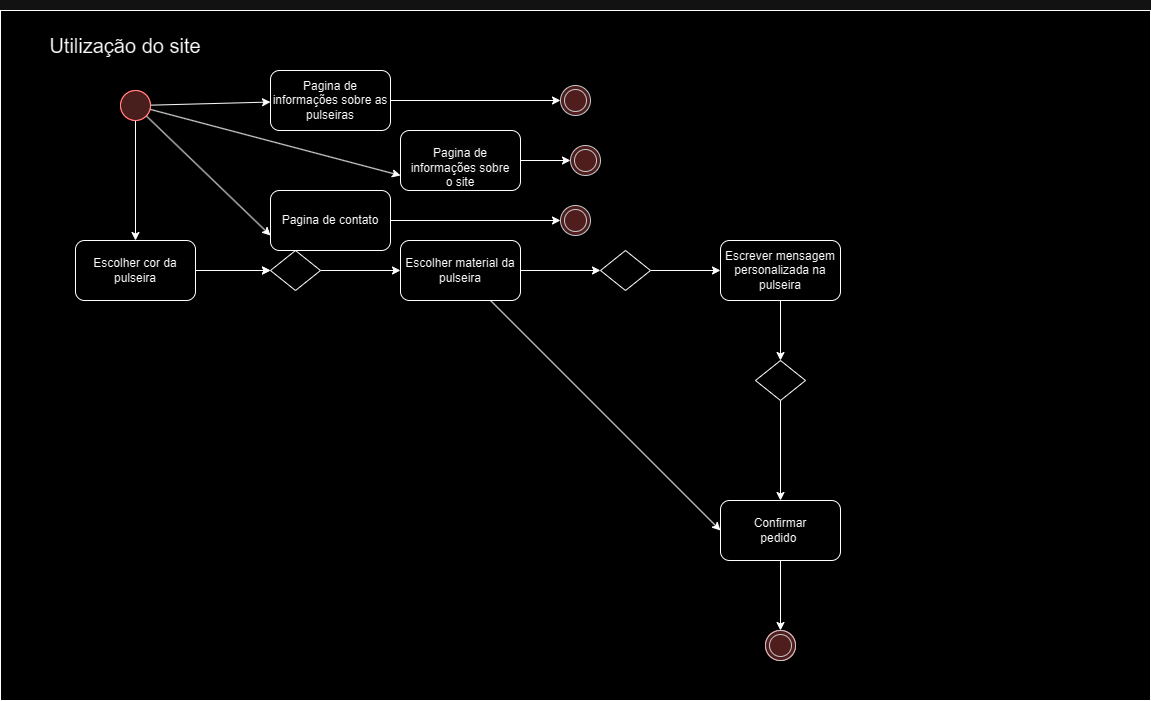 Utilização do site
Pagina de
informações sobre as
pulseiras
Pagina de
informações sobre
o site
Pagina de contato
Escolher cor da
pulseira
Escolher material da
pulseira
Escrever mensagem
personalizada na
pulseira
Confirmar
pedido